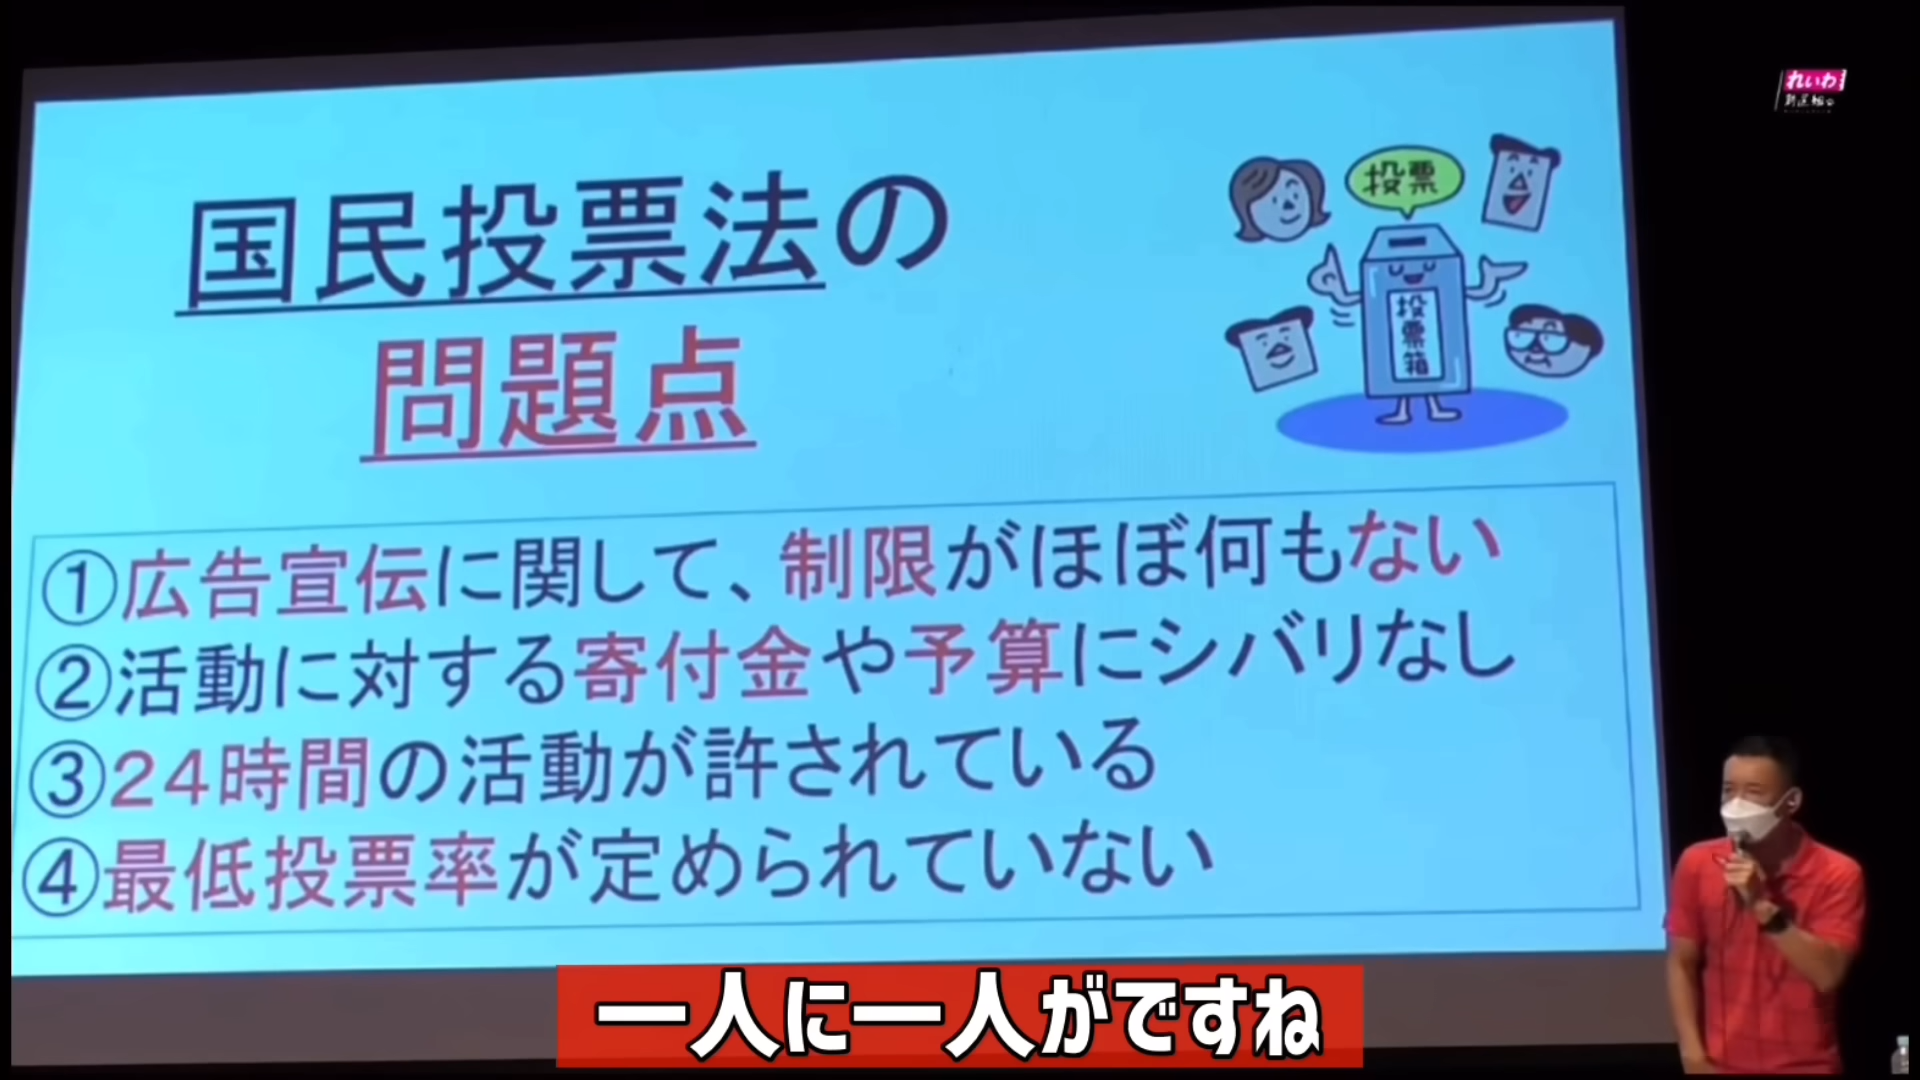 国民投票法の
問題点
投票
投票箱
①広告宣伝に関して、制限がほぼ何もない
②活動に対する寄付金や予算にシバリなし
③24時間の活動が許されている
④最低投票率が定められていない
れいわ
新選組
一人に一人がですね